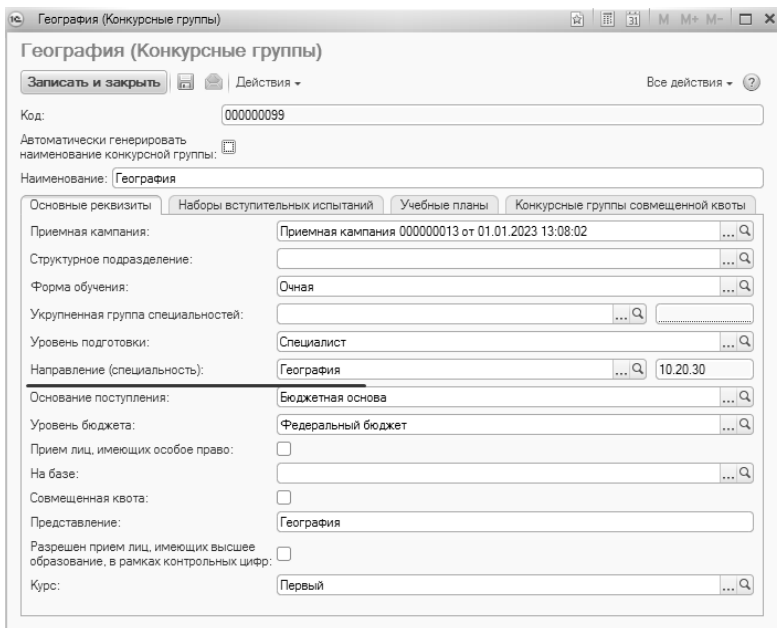 География (Конкурсные группы) M M+ M-
География (Конкурсные группы)
Записать и закрыть Действия Все действия ?
Код: 000000099
Автоматически генерировать
наименование конкурсной группы:
Наименование: География
Основные реквизиты Наборы вступительных испытаний Учебные планы Конкурсные группы совмещенной квоты
Приемная кампания: Приемная кампания 000000013 от 01.01.2023 13:08:02 ...
Структурное подразделение: ...
Форма обучения: Очная ...
Укрупненная группа специальностей: ...
Уровень подготовки: Специалист ...
Направление (специальность): География ... 10.20.30
Основание поступления: Бюджетная основа ...
Уровень бюджета: Федеральный бюджет ...
Прием лиц, имеющих особое право:
На базе: ...
Совмещенная квота:
Представление: География
Разрешен прием лиц, имеющих высшее
образование, в рамках контрольных цифр:
Курс: Первый ...